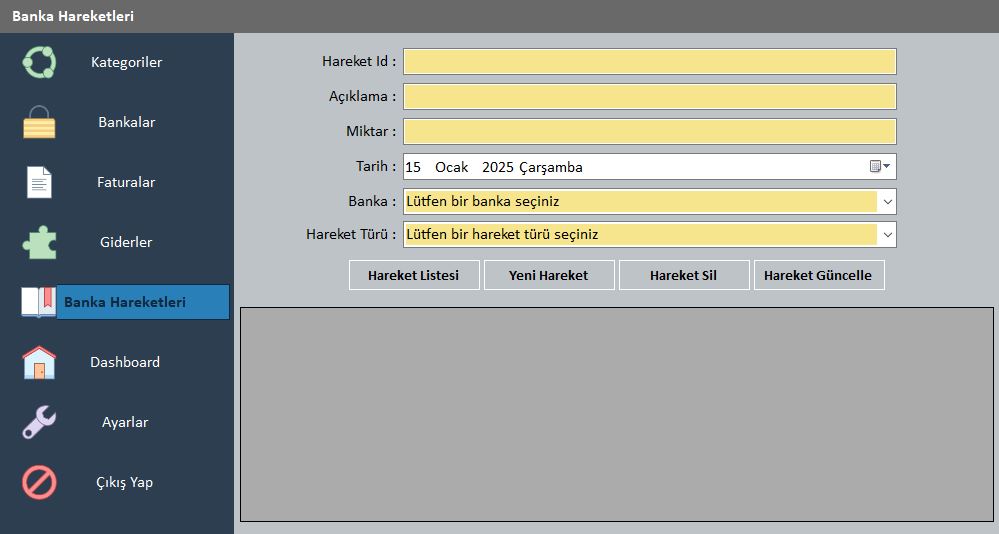 Banka Hareketleri
Kategoriler
Bankalar
Faturalar
Giderler
Banka Hareketleri
Dashboard
Ayarlar
Çıkış Yap
Hareket Id :
Açıklama :
Miktar :
Tarih : 15 Ocak 2025 Çarşamba
Banka : Lütfen bir banka seçiniz
Hareket Türü : Lütfen bir hareket türü seçiniz
Hareket Listesi Yeni Hareket Hareket Sil Hareket Güncelle